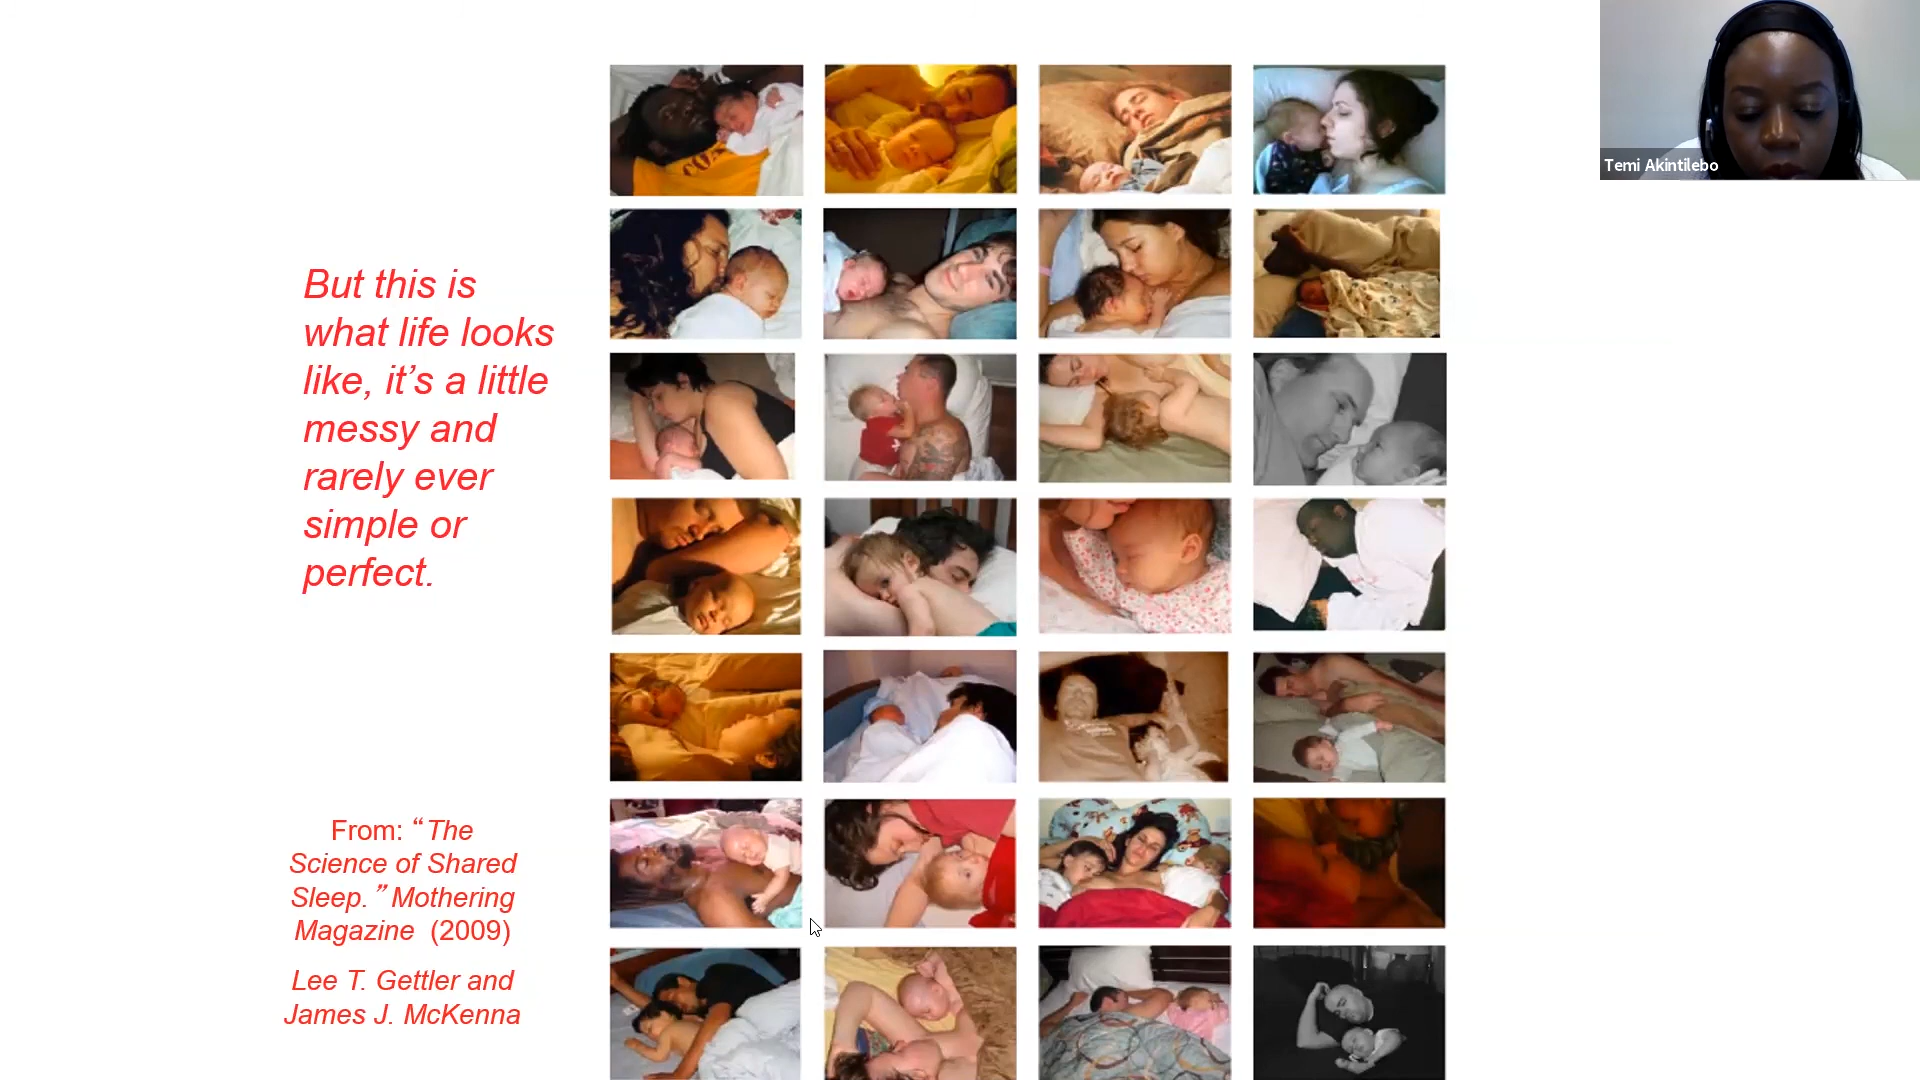 But this is
what life looks
like, it’s a little
messy and
rarely ever
simple or
perfect.
From: “The
Science of Shared
Sleep.” Mothering
Magazine (2009)
Lee T. Gettler and
James J. McKenna
Temi Akintilebo